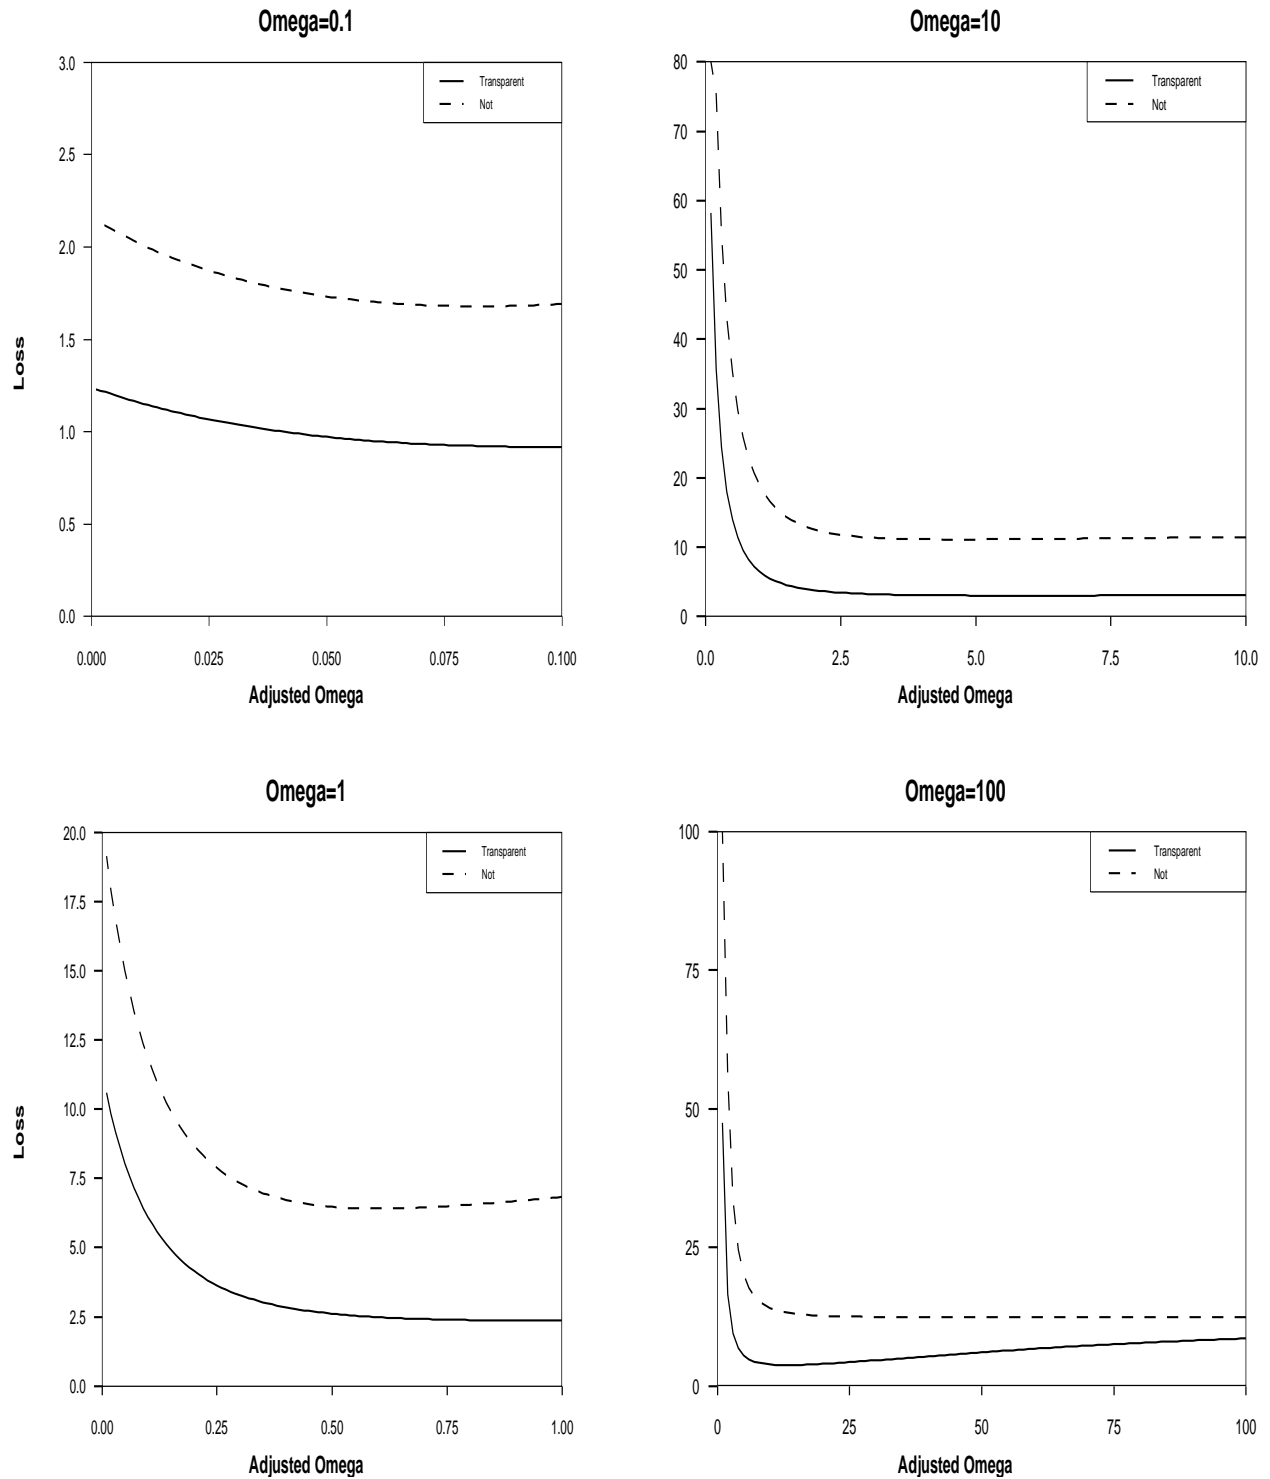 Omega=0.1
Transparent
Not
3.0
2.5
2.0
1.5
1.0
0.5
0.0
Loss
0.000 0.025 0.050 0.075 0.100
Adjusted Omega
Omega=10
Transparent
Not
80
70
60
50
40
30
20
10
0
0.0 2.5 5.0 7.5 10.0
Adjusted Omega
Omega=1
Transparent
Not
20.0
17.5
15.0
12.5
10.0
7.5
5.0
2.5
0.0
Loss
0.00 0.25 0.50 0.75 1.00
Adjusted Omega
Omega=100
Transparent
Not
100
75
50
25
0
0 25 50 75 100
Adjusted Omega